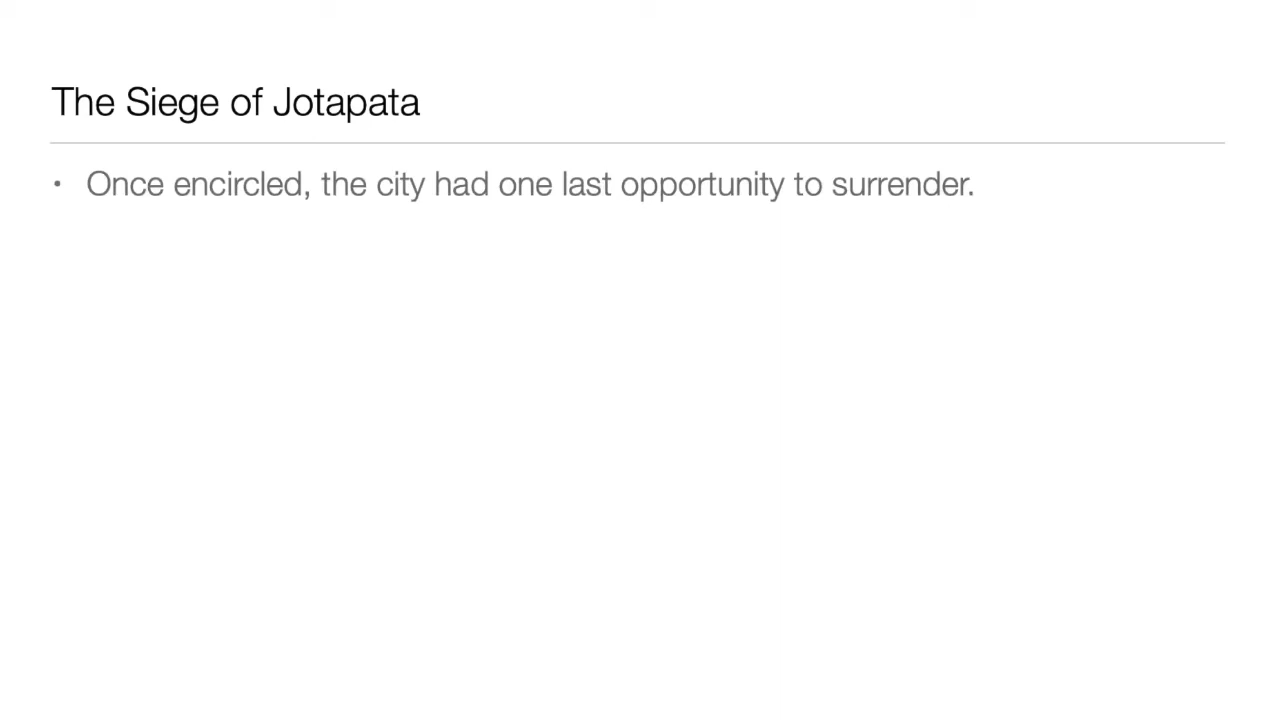 The Siege of Jotapata
• Once encircled, the city had one last opportunity to surrender.